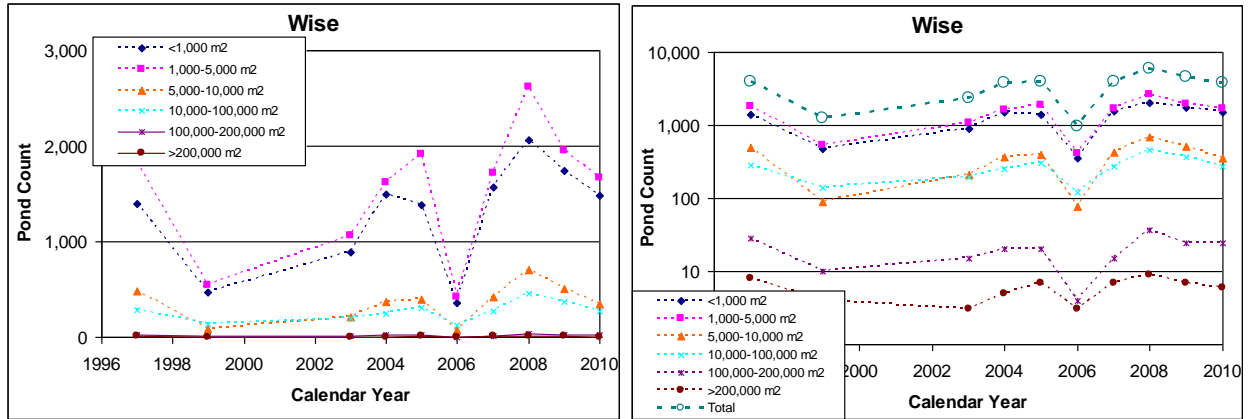 Wise
3,000
2,000
1,000
0
Pond Count
<1,000 m2
1,000-5,000 m2
5,000-10,000 m2
10,000-100,000 m2
100,000-200,000 m2
>200,000 m2
1996 1998 2000 2002 2004 2006 2008 2010
Calendar Year
Wise
10,000
1,000
100
10
Pond Count
<1,000 m2
1,000-5,000 m2
5,000-10,000 m2
10,000-100,000 m2
100,000-200,000 m2
>200,000 m2
Total
2000 2002 2004 2006 2008 2010
Calendar Year